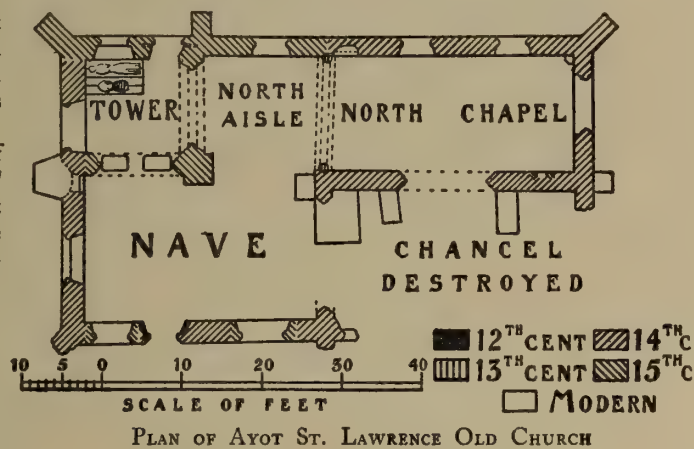 TOWER
NORTH AISLE
NORTH CHAPEL
NAVE
CHANCEL
DESTROYED
12TH CENT 14TH C
13TH CENT 15TH C
MODERN
10 5 0 10 20 30 40
SCALE OF FEET
PLAN OF AYOT ST. LAWRENCE OLD CHURCH